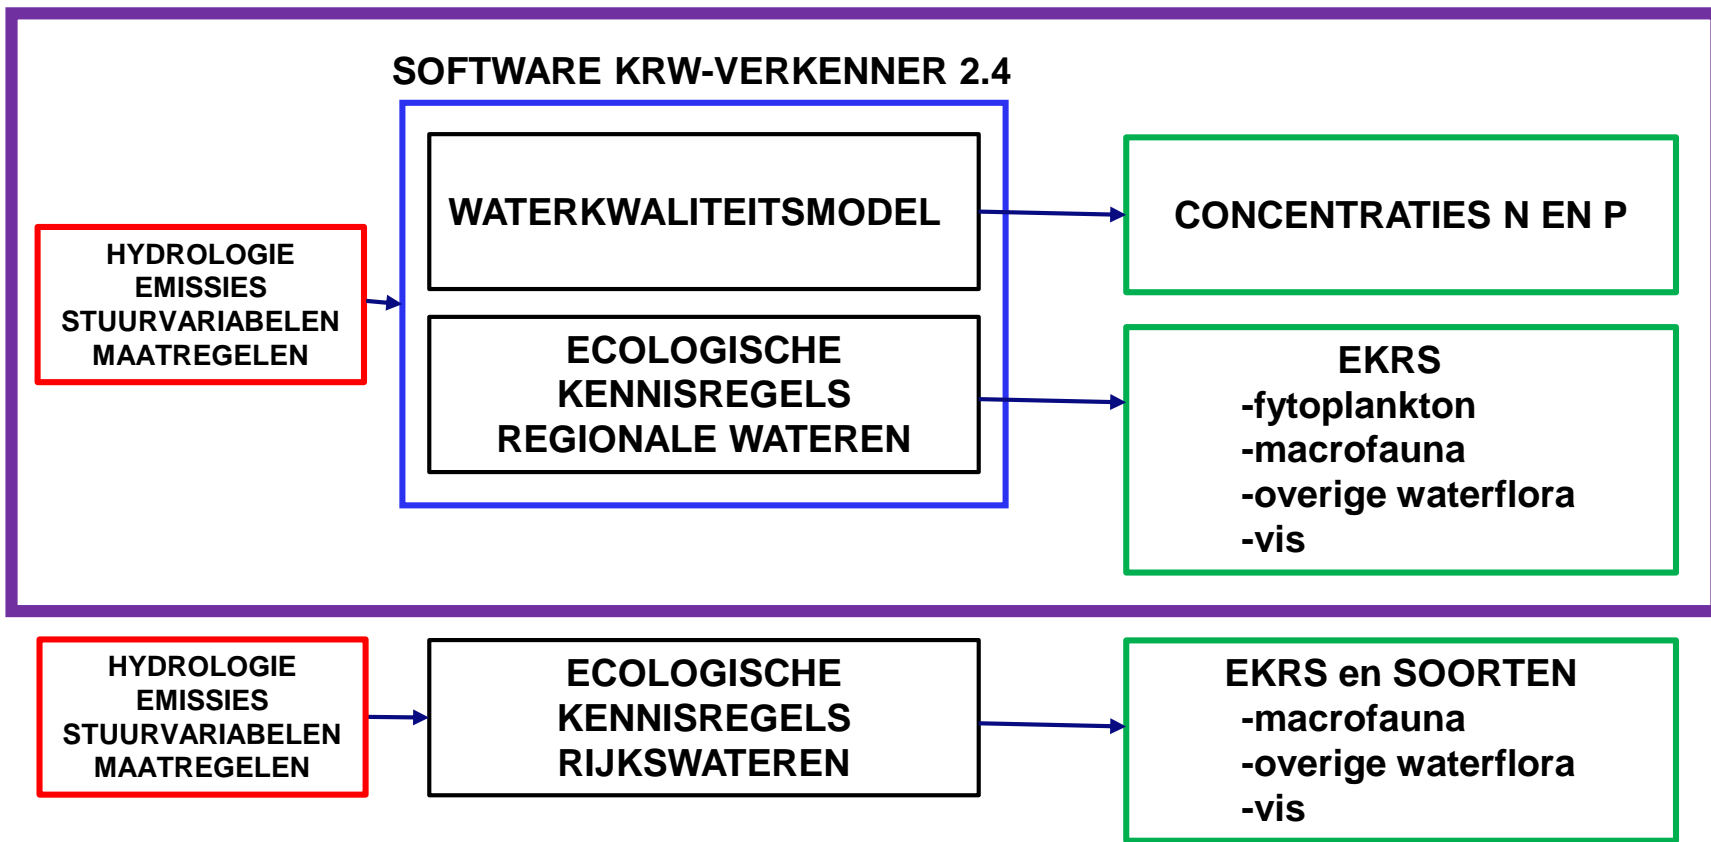 SOFTWARE KRW-VERKENNER 2.4
HYDROLOGIE
EMISSIES
STUURVARIABELEN
MAATREGELEN
WATERKWALITEITSMODEL
CONCENTRATIES N EN P
ECOLOGISCHE
KENNISREGELS
REGIONALE WATEREN
EKRS
-fytoplankton
-macrofauna
-overige waterflora
-vis
HYDROLOGIE
EMISSIES
STUURVARIABELEN
MAATREGELEN
ECOLOGISCHE
KENNISREGELS
RIJKSWATEREN
EKRS en SOORTEN
-macrofauna
-overige waterflora
-vis